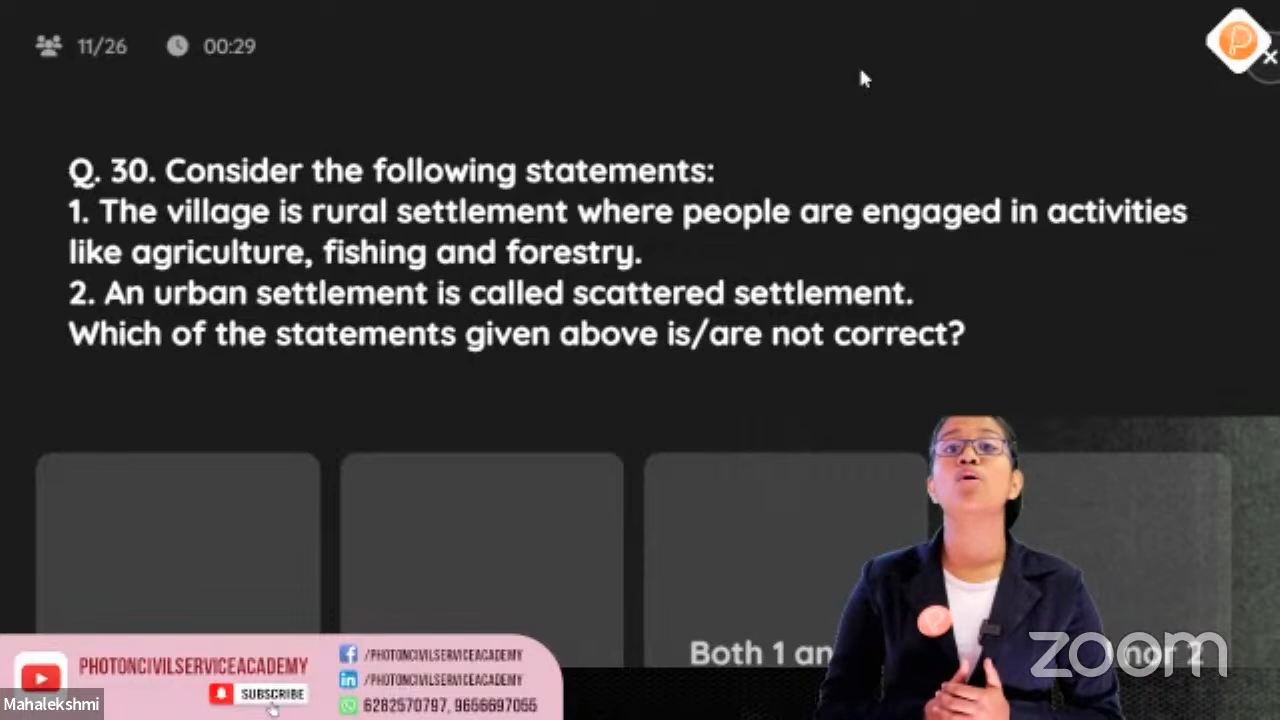 11/26 00:29
Q. 30. Consider the following statements:
1. The village is rural settlement where people are engaged in activities
like agriculture, fishing and forestry.
2. An urban settlement is called scattered settlement.
Which of the statements given above is/are not correct?
Both 1 an
nor 2
zoom
PHOTONCIVILSERVICEACADEMY
SUBSCRIBE
/PHOTONCIVILSERVICEACADEMY
/PHOTONCIVILSERVICEACADEMY
6282570797, 9656697055
Mahalekshmi